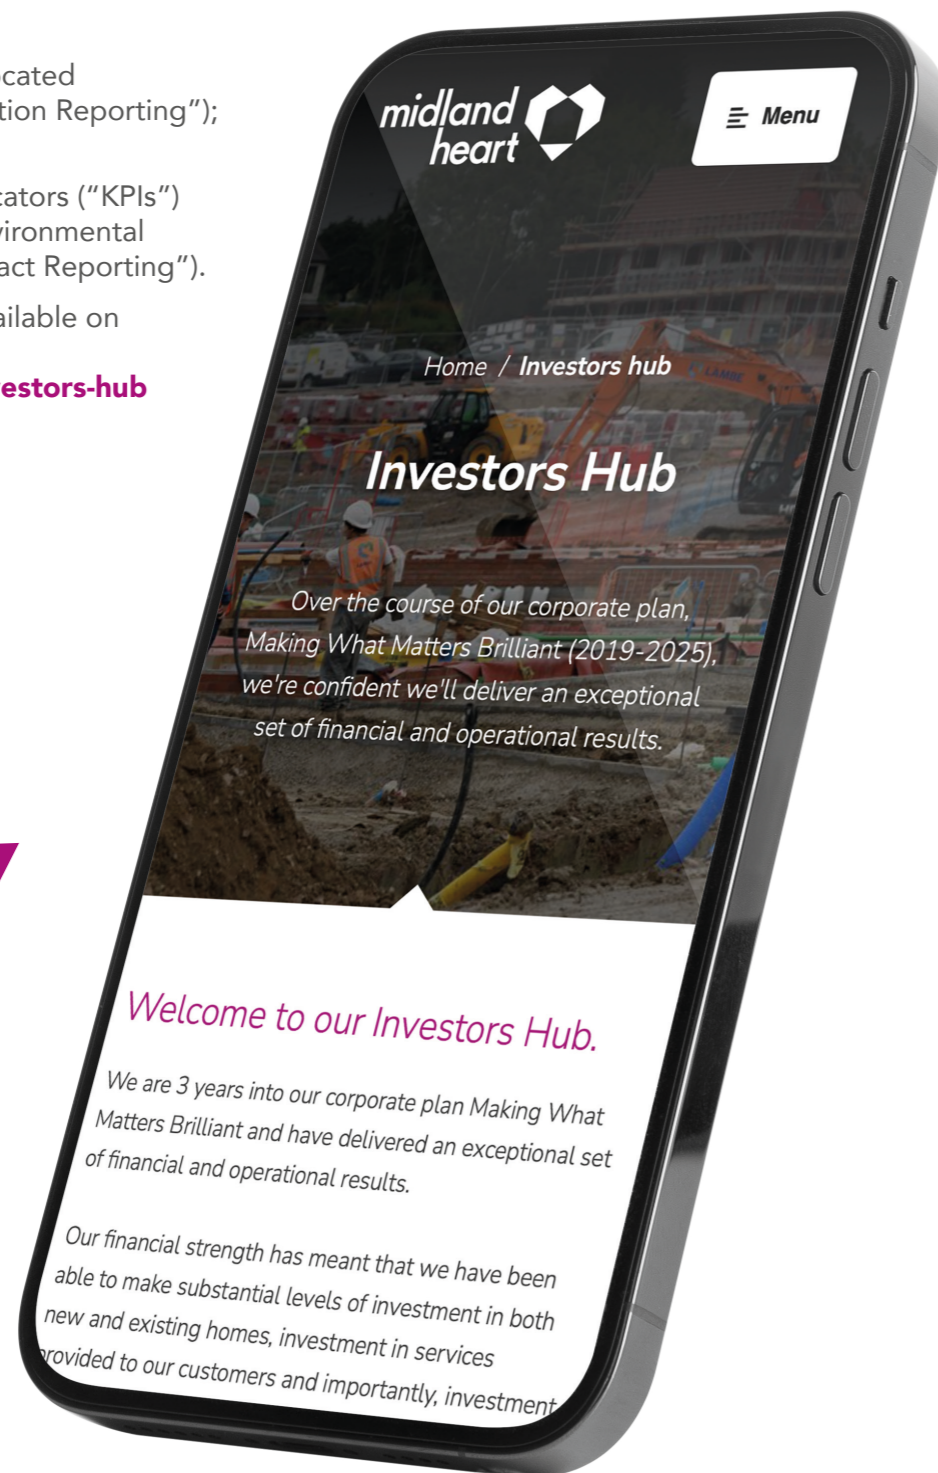 cated
tion Reporting”);
cators (“KPIs”)
vironmental
act Reporting”).
ailable on
estors-hub
midland
heart
Menu
Home / Investors hub
LAMBE
Investors Hub
Over the course of our corporate plan,
Making What Matters Brilliant (2019-2025),
we're confident we'll deliver an exceptional
set of financial and operational results.
Welcome to our Investors Hub.
We are 3 years into our corporate plan Making What
Matters Brilliant and have delivered an exceptional set
of financial and operational results.
Our financial strength has meant that we have been
able to make substantial levels of investment in both
new and existing homes, investment in services
provided to our customers and importantly, investment